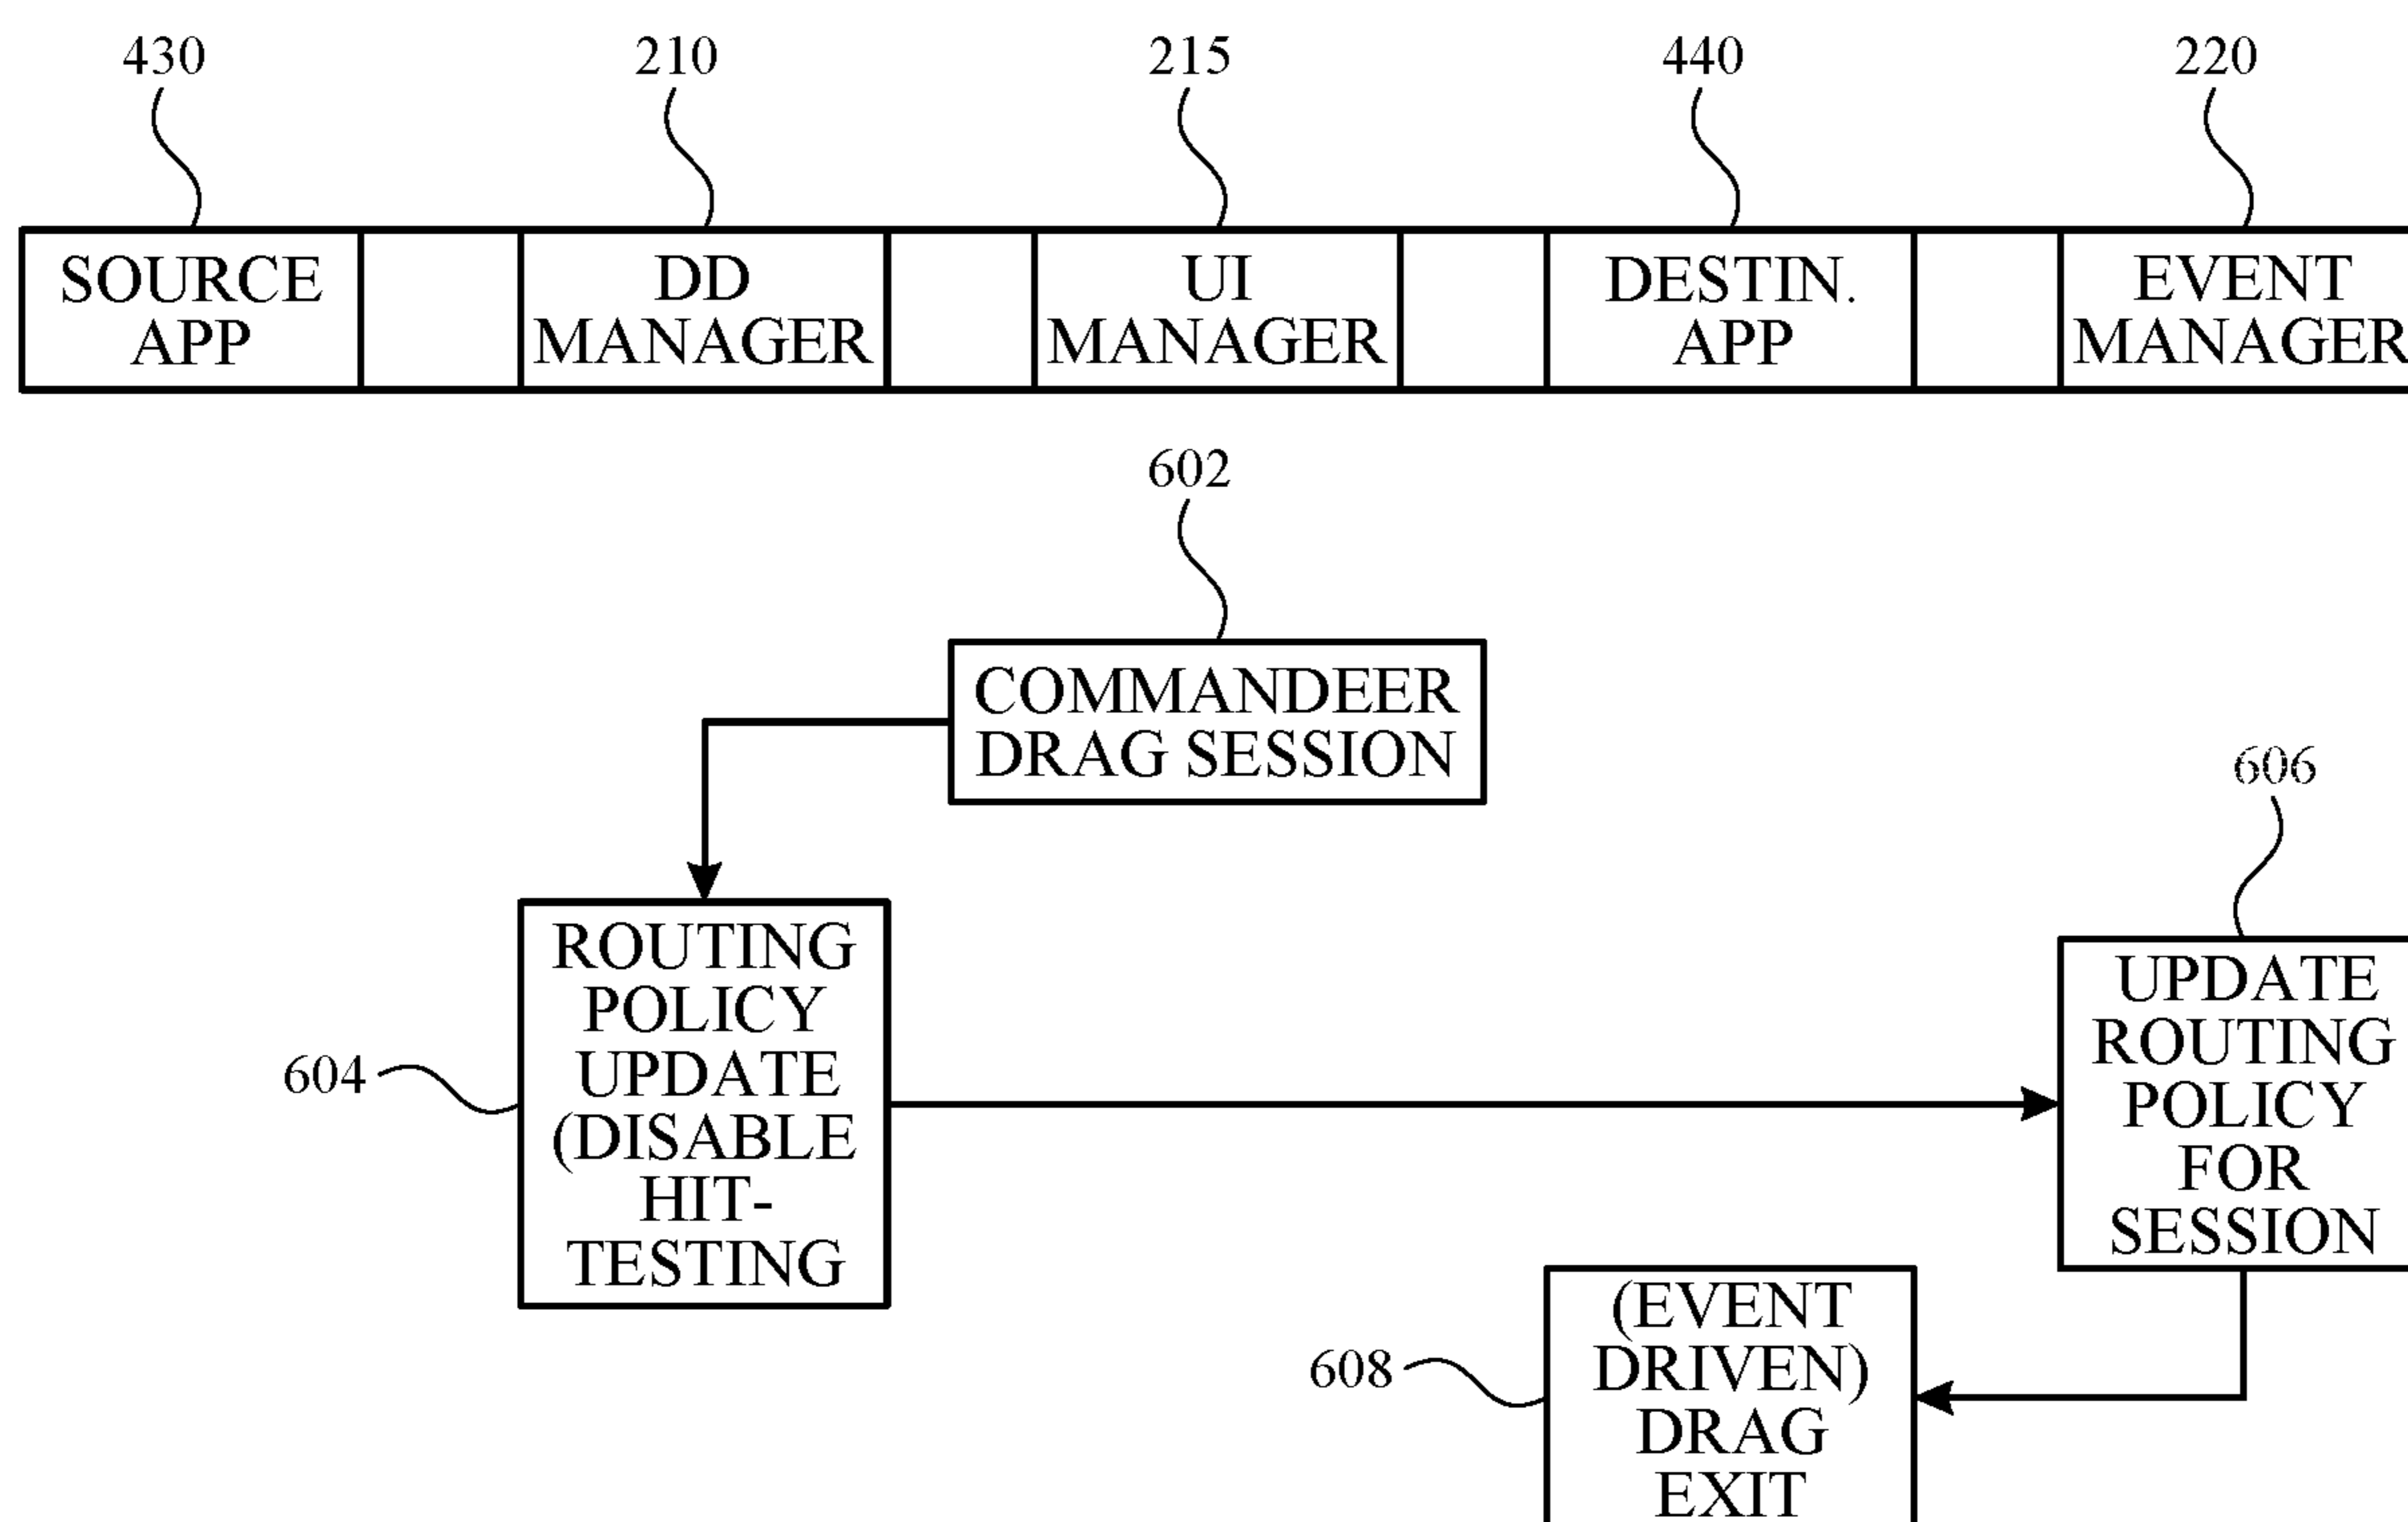 430
210
215
440
220
SOURCE
APP
DD
MANAGER
UI
MANAGER
DESTIN.
APP
EVENT
MANAGER
602
COMMANDEER
DRAG SESSION
606
604
ROUTING
POLICY
UPDATE
(DISABLE
HIT-
TESTING
UPDATE
ROUTING
POLICY
FOR
SESSION
608
(EVENT
DRIVEN)
DRAG
EXIT